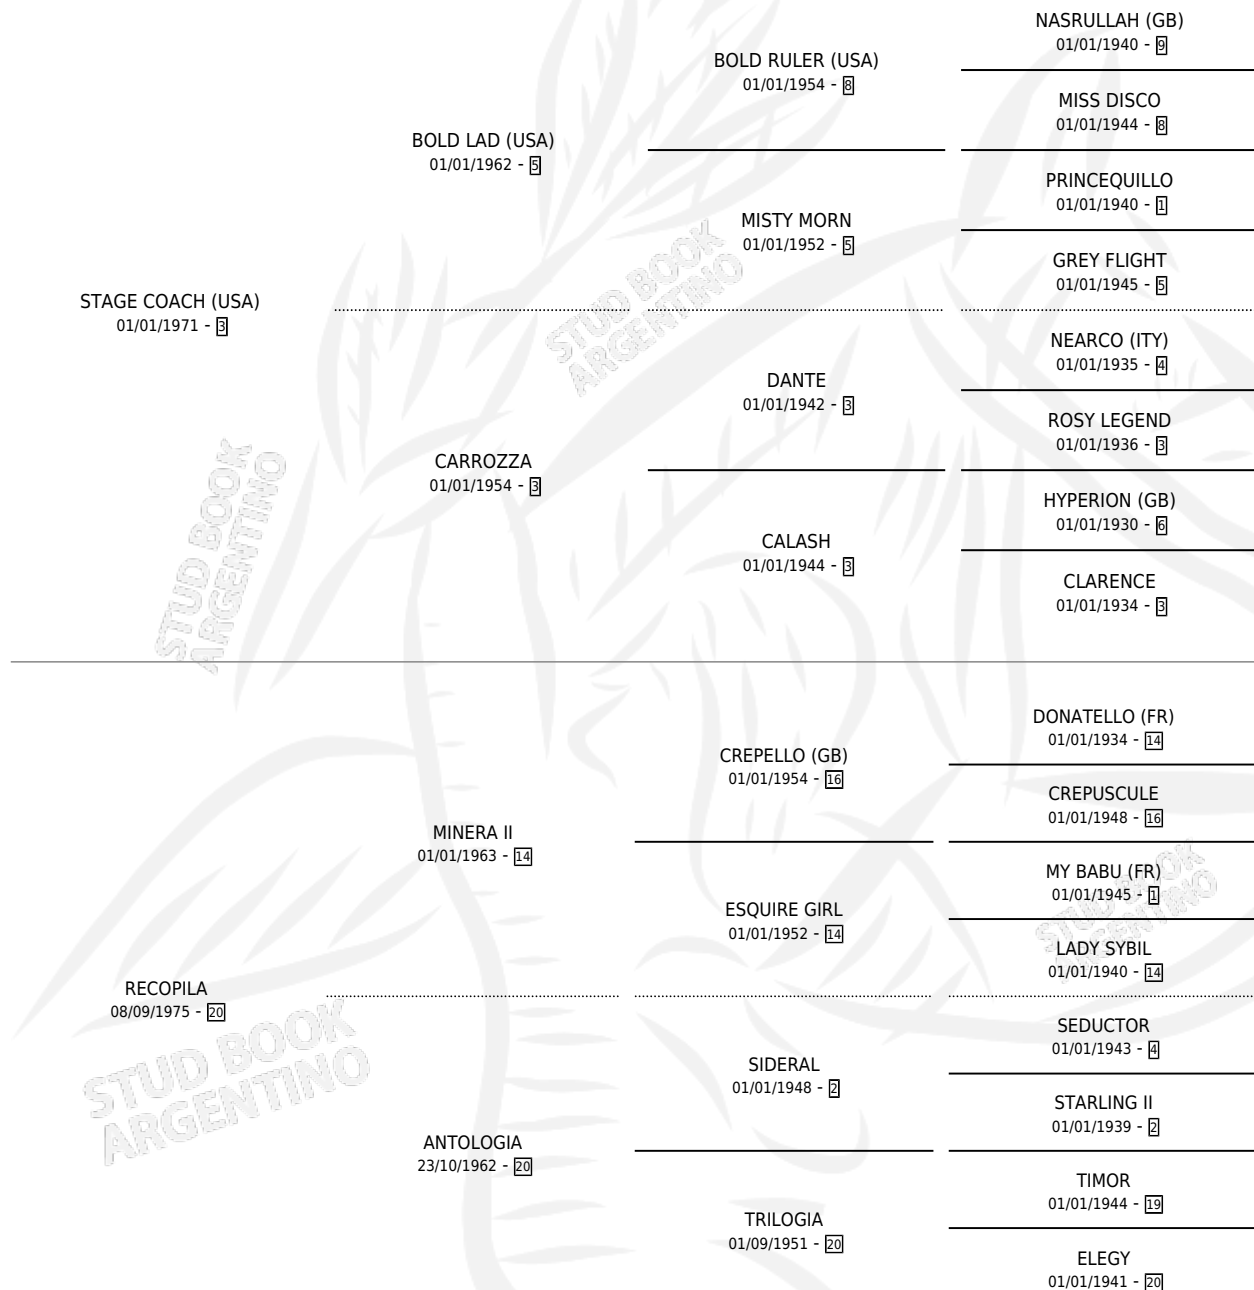 NASRULLAH (GB)
01/01/1940 - 9
BOLD RULER (USA)
01/01/1954 - 8
MISS DISCO
01/01/1944 - 8
BOLD LAD (USA)
01/01/1962 - 5
PRINCEQUILLO
01/01/1940 - 1
MISTY MORN
01/01/1952 - 5
GREY FLIGHT
01/01/1945 - 5
STAGE COACH (USA)
01/01/1971 - 3
NEARCO (ITY)
01/01/1935 - 4
DANTE
01/01/1942 - 3
ROSY LEGEND
01/01/1936 - 3
CARROZZA
01/01/1954 - 3
HYPERION (GB)
01/01/1930 - 6
CALASH
01/01/1944 - 3
CLARENCE
01/01/1934 - 3
DONATELLO (FR)
01/01/1934 - 14
CREPELLO (GB)
01/01/1954 - 16
CREPUSCULE
01/01/1948 - 16
MINERA II
01/01/1963 - 14
MY BABU (FR)
01/01/1945 - 1
ESQUIRE GIRL
01/01/1952 - 14
LADY SYBIL
01/01/1940 - 14
RECOPILA
08/09/1975 - 20
SEDUCTOR
01/01/1943 - 4
SIDERAL
01/01/1948 - 2
STARLING II
01/01/1939 - 2
ANTOLOGIA
23/10/1962 - 20
TIMOR
01/01/1944 - 19
TRILOGIA
01/09/1951 - 20
ELEGY
01/01/1941 - 20
STUD BOOK
ARGENTINO
STUD BOOK
ARGENTINO
STUD BOOK
ARGENTINO
STUD BOOK
ARGENTINO